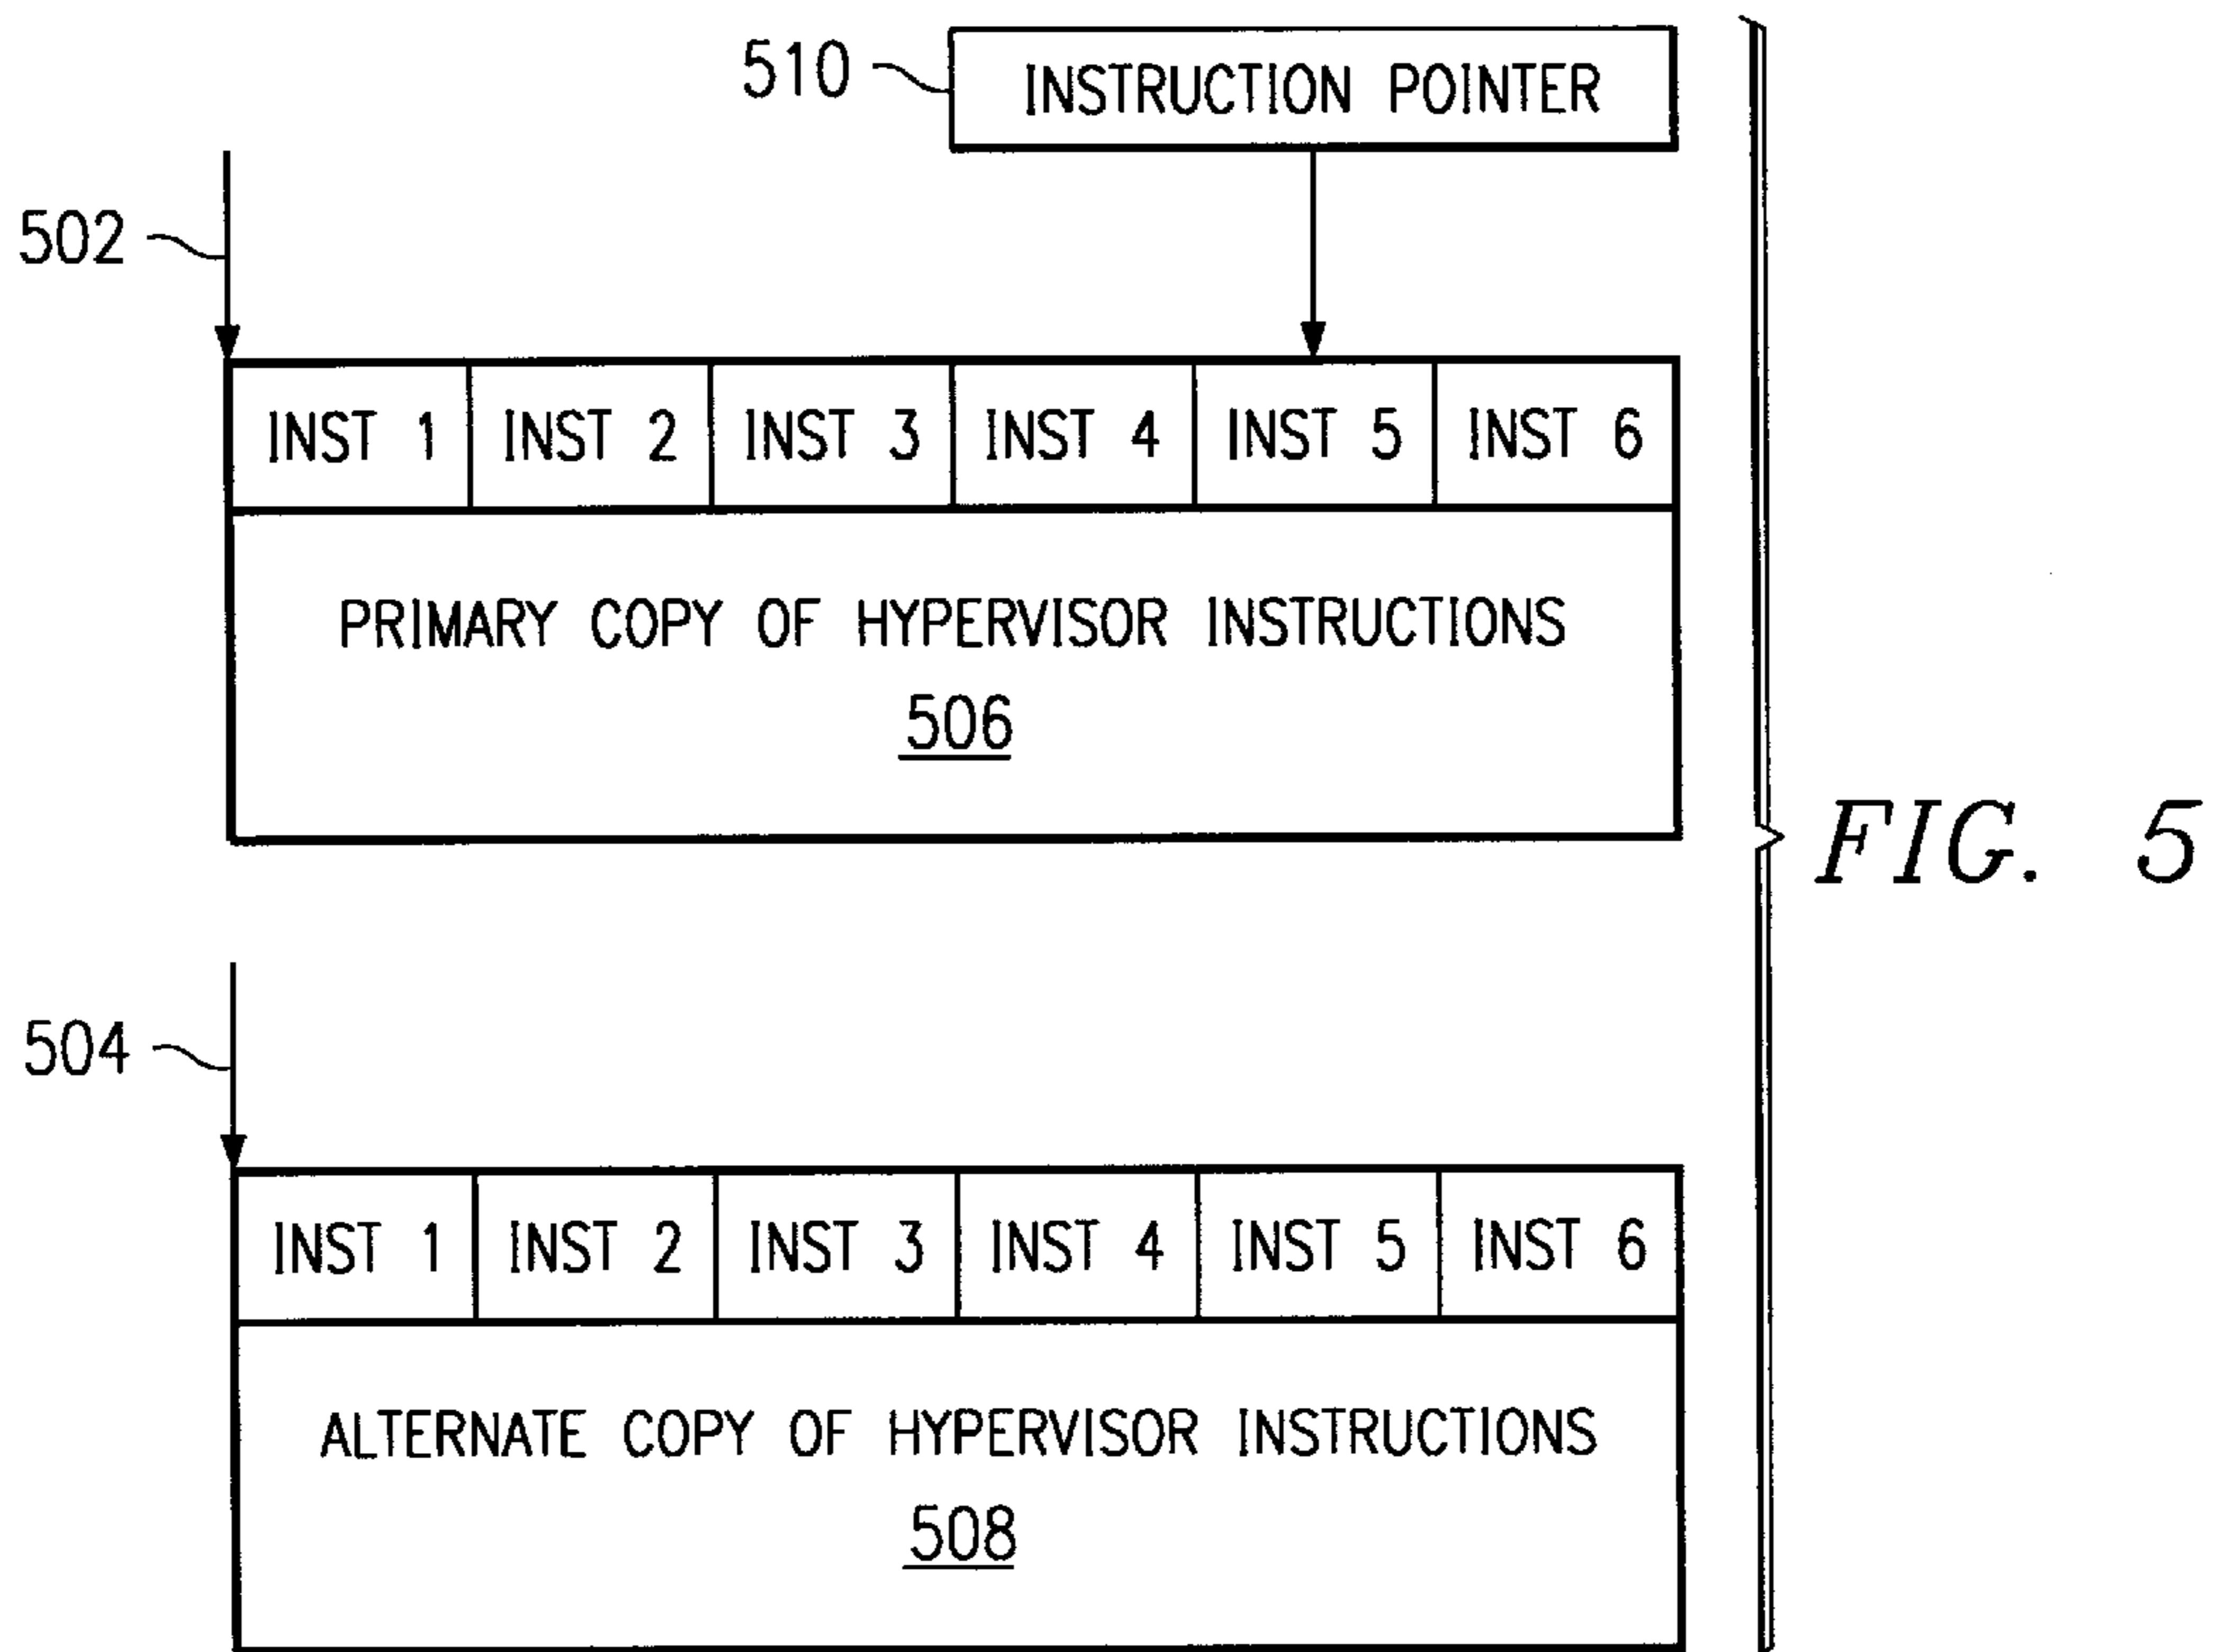 510
INSTRUCTION POINTER
502
INST 1 INST 2 INST 3 INST 4 INST 5 INST 6
PRIMARY COPY OF HYPERVISOR INSTRUCTIONS
506
FIG. 5
504
INST 1 INST 2 INST 3 INST 4 INST 5 INST 6
ALTERNATE COPY OF HYPERVISOR INSTRUCTIONS
508